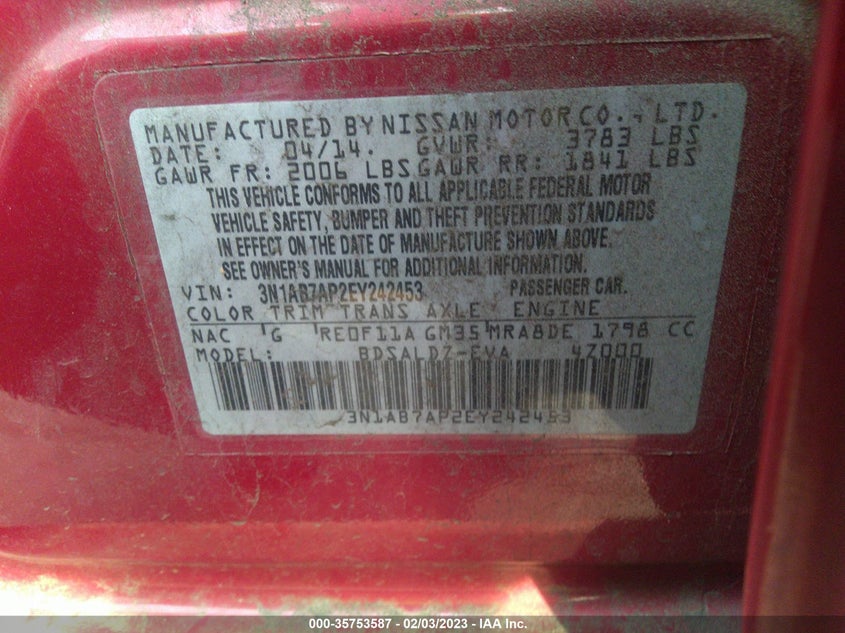 MANUFACTURED BY NISSAN MOTOR CO., LTD.
DATE: 04/14. GVWR: 3783 LBS
GAWR FR: 2006 LBS GAWR RR: 1841 LBS
THIS VEHICLE CONFORMS TO ALL APPLICABLE FEDERAL MOTOR
VEHICLE SAFETY, BUMPER AND THEFT PREVENTION STANDARDS
IN EFFECT ON THE DATE OF MANUFACTURE SHOWN ABOVE.
SEE OWNER'S MANUAL FOR ADDITIONAL INFORMATION.
VIN: 3N1AB7AP2EY242453 PASSENGER CAR.
COLOR TRIM TRANS AXLE ENGINE
NAC G RE0F11A GM35 MRA8DE 1798 CC
MODEL: BDSALD7-EVA 47000
3N1AB7AP2EY242453
000-35753587 - 02/03/2023 - IAA Inc.